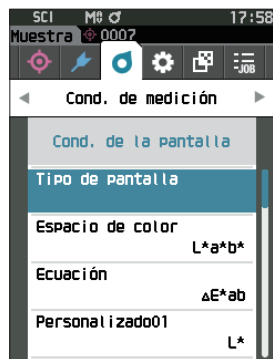 SCI M0 17:58
Muestra 0007
JOB
Cond. de medición
Cond. de la pantalla
Tipo de pantalla
Espacio de color
L*a*b*
Ecuación
ΔE*ab
Personalizado01
L*